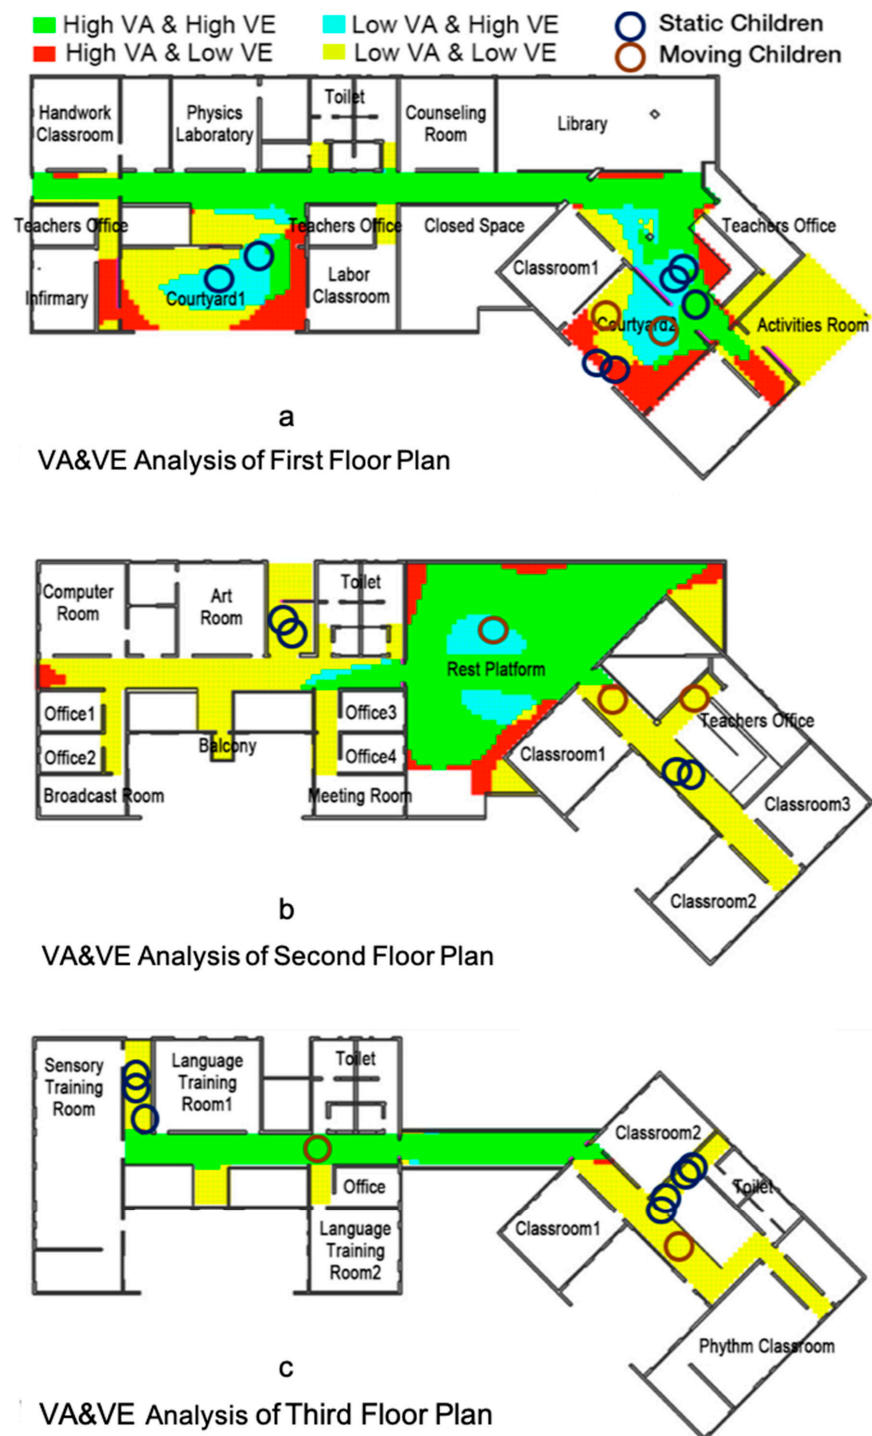 High VA & High VE
Low VA & High VE
Static Children
High VA & Low VE
Low VA & Low VE
Moving Children
Handwork
Classroom
Physics
Laboratory
Toilet
Counseling
Room
Library
Teachers Office
Teachers Office
Closed Space
Teachers Office
Infirmary
Courtyard1
Labor
Classroom
Classroom1
Courtyard2
Activities Room
a
VA&VE Analysis of First Floor Plan
Computer
Room
Art
Room
Toilet
Rest Platform
Office1
Office3
Teachers Office
Office2
Balcony
Office4
Classroom1
Broadcast Room
Meeting Room
Classroom3
Classroom2
b
VA&VE Analysis of Second Floor Plan
Sensory
Training
Room
Language
Training
Room1
Toilet
Classroom2
Office
Toilet
Language
Training
Room2
Classroom1
Phythm Classroom
c
VA&VE Analysis of Third Floor Plan